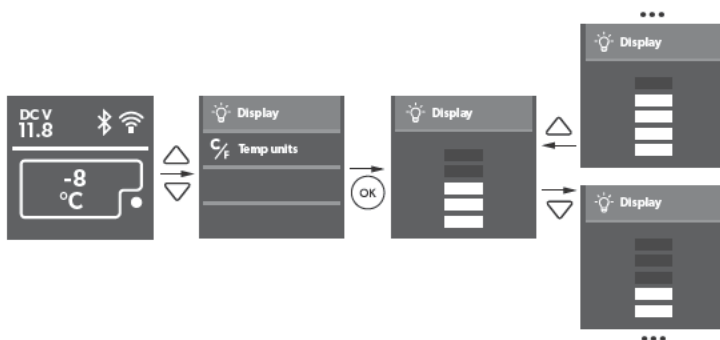 DC V
11.8
-8
°C
Display
C/F Temp units
OK
Display
•••
Display
Display
•••